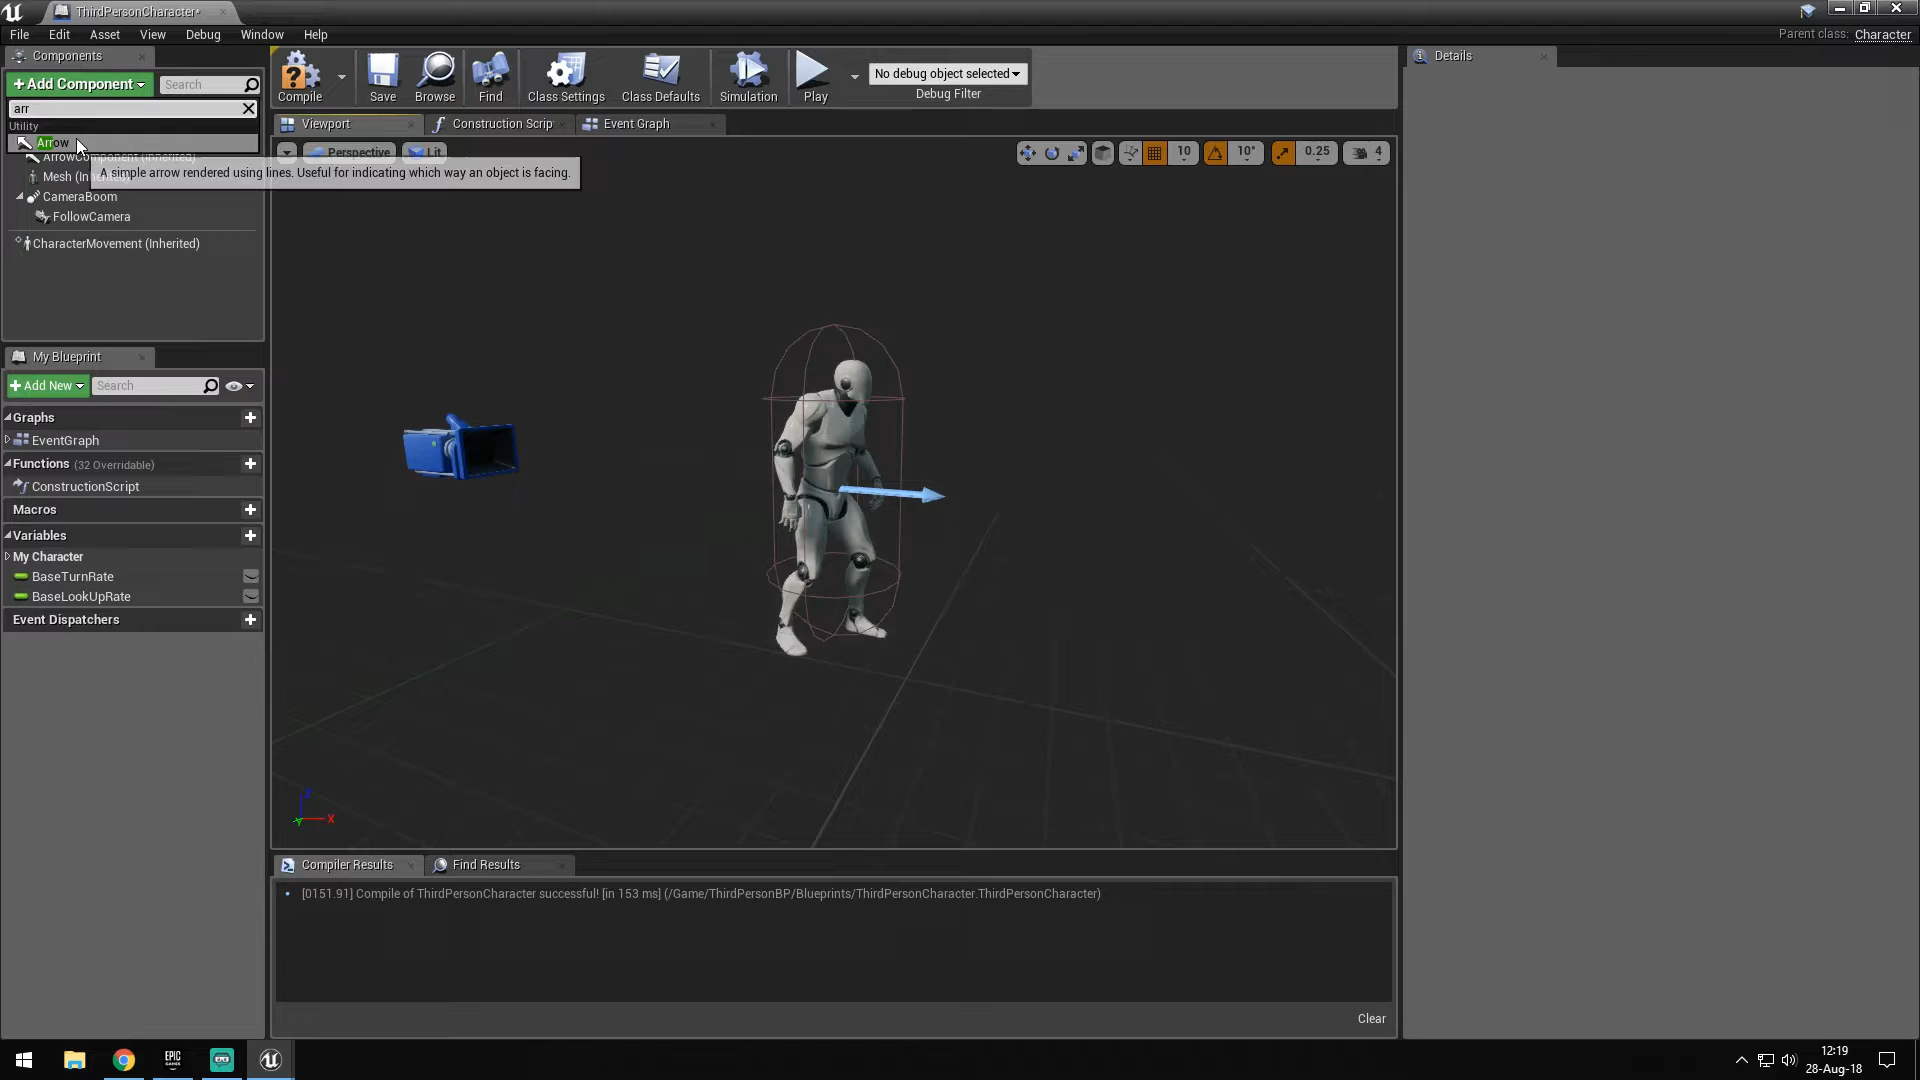 ThirdPersonCharacter*
File Edit Asset View Debug Window Help
Parent class: Character
Components
+ Add Component
Search
arr
Utility
Arrow
ArrowComponent (Inherited)
A simple arrow rendered using lines. Useful for indicating which way an object is facing.
Mesh (Inherited)
CameraBoom
FollowCamera
CharacterMovement (Inherited)
Compile
Save
Browse
Find
Class Settings
Class Defaults
Simulation
Play
No debug object selected
Debug Filter
Details
Viewport
Construction Scrip
Event Graph
Perspective
Lit
10
10°
0.25
4
X
Y
Z
My Blueprint
+ Add New
Search
Graphs
EventGraph
Functions (32 Overridable)
ConstructionScript
Macros
Variables
My Character
BaseTurnRate
BaseLookUpRate
Event Dispatchers
Compiler Results
Find Results
[0151.91] Compile of ThirdPersonCharacter successful! [in 153 ms] (/Game/ThirdPersonBP/Blueprints/ThirdPersonCharacter.ThirdPersonCharacter)
Clear
EPIC
GAMES
12:19
28-Aug-18